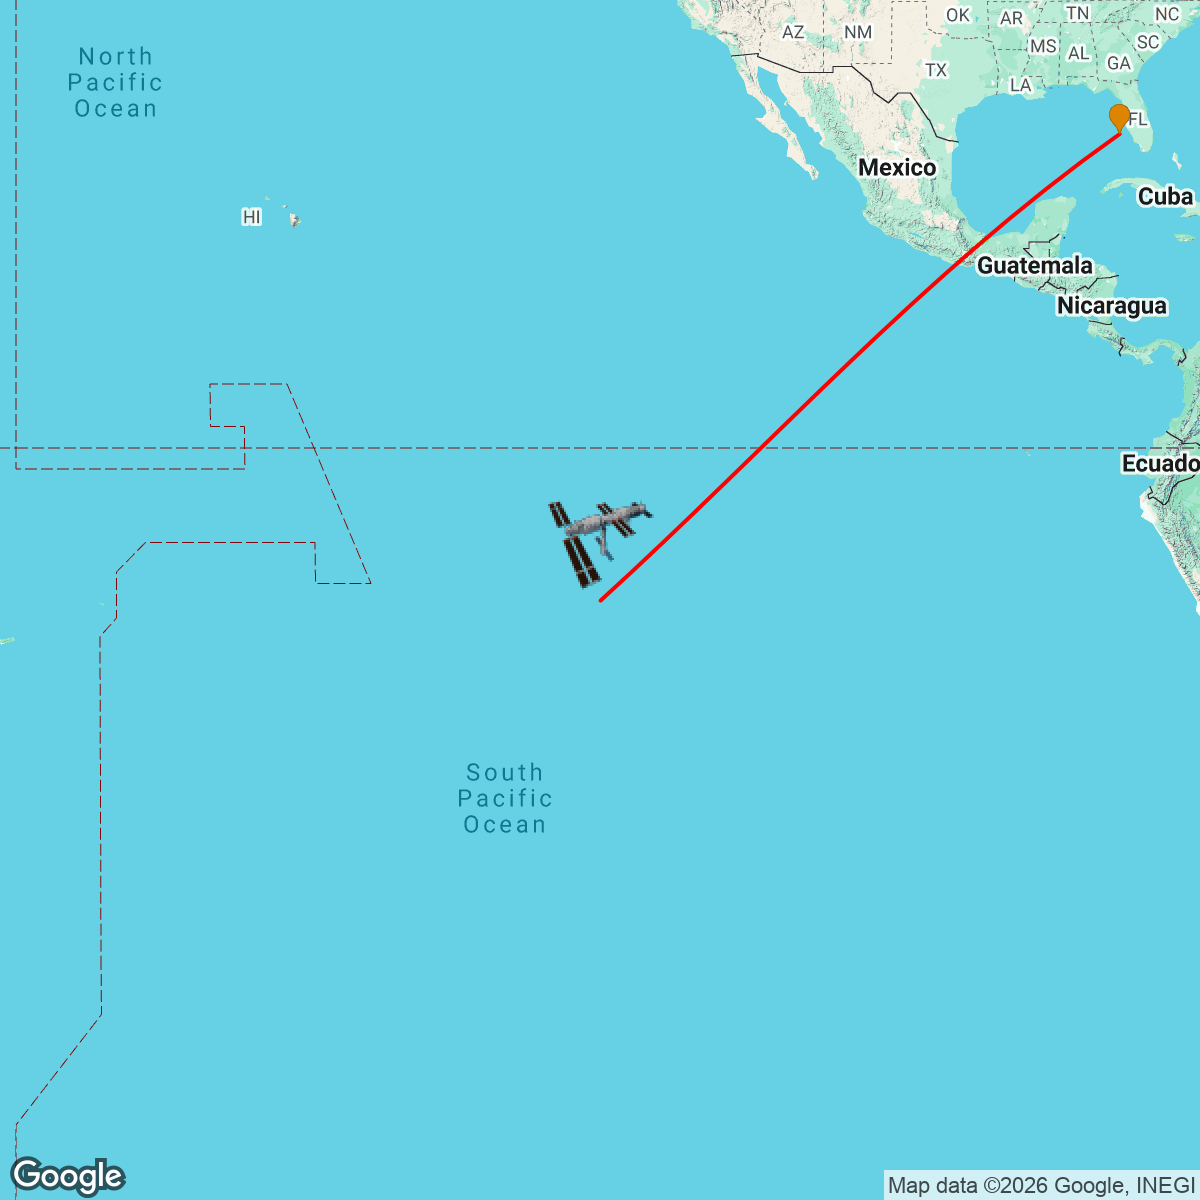 North
Pacific
Ocean
OK
AR
TN
NC
AZ
NM
MS
AL
SC
GA
TX
LA
FL
Mexico
Cuba
HI
Guatemala
Nicaragua
Ecuado
South
Pacific
Ocean
Google
Map data ©2026 Google, INEGI